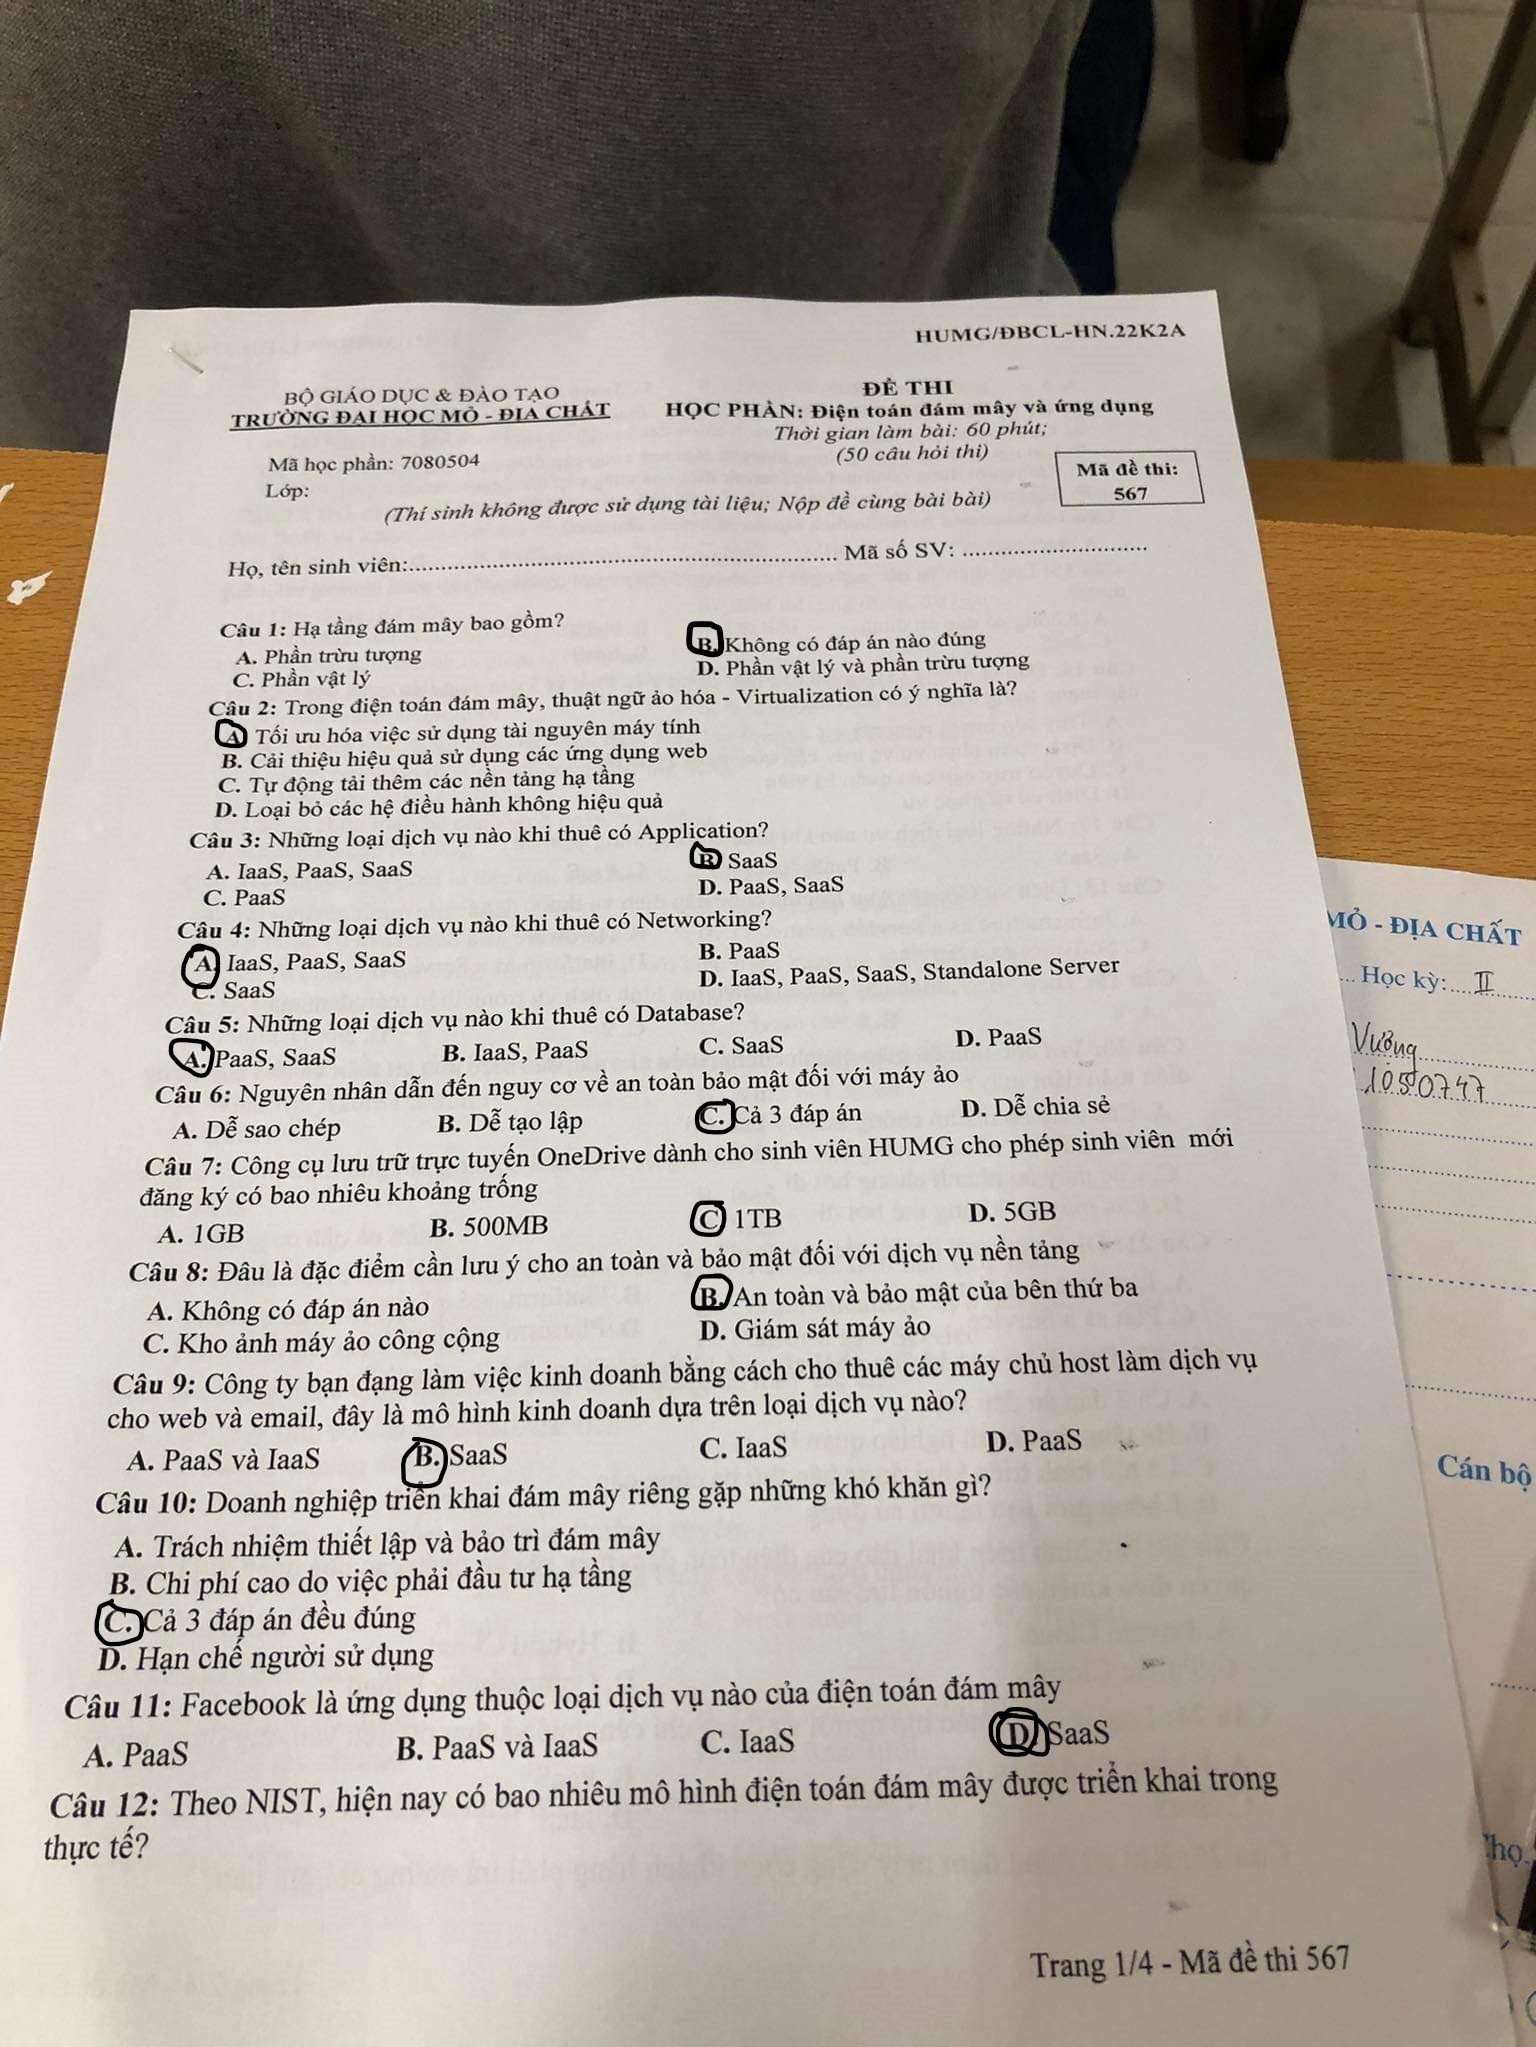 HUMG/ĐBCL-HN.22K2A
BỘ GIÁO DỤC & ĐÀO TẠO
TRƯỜNG ĐẠI HỌC MỎ - ĐỊA CHẤT
ĐỀ THI
HỌC PHẦN: Điện toán đám mây và ứng dụng
Thời gian làm bài: 60 phút;
(50 câu hỏi thi)
Mã học phần: 7080504
Lớp:
Mã đề thi:
567
(Thí sinh không được sử dụng tài liệu; Nộp đề cùng bài bài)
Họ, tên sinh viên:.......................................................... Mã số SV: .............................
Câu 1: Hạ tầng đám mây bao gồm?
A. Phần trừu tượng B. Không có đáp án nào đúng
C. Phần vật lý D. Phần vật lý và phần trừu tượng
Câu 2: Trong điện toán đám mây, thuật ngữ ảo hóa - Virtualization có ý nghĩa là?
A. Tối ưu hóa việc sử dụng tài nguyên máy tính
B. Cải thiệu hiệu quả sử dụng các ứng dụng web
C. Tự động tải thêm các nền tảng hạ tầng
D. Loại bỏ các hệ điều hành không hiệu quả
Câu 3: Những loại dịch vụ nào khi thuê có Application?
A. IaaS, PaaS, SaaS B. SaaS
C. PaaS D. PaaS, SaaS
Câu 4: Những loại dịch vụ nào khi thuê có Networking?
A. IaaS, PaaS, SaaS B. PaaS
C. SaaS D. IaaS, PaaS, SaaS, Standalone Server
Câu 5: Những loại dịch vụ nào khi thuê có Database?
A. PaaS, SaaS B. IaaS, PaaS C. SaaS D. PaaS
Câu 6: Nguyên nhân dẫn đến nguy cơ về an toàn bảo mật đối với máy ảo
A. Dễ sao chép B. Dễ tạo lập C. Cả 3 đáp án D. Dễ chia sẻ
Câu 7: Công cụ lưu trữ trực tuyến OneDrive dành cho sinh viên HUMG cho phép sinh viên mới
đăng ký có bao nhiêu khoảng trống
A. 1GB B. 500MB C 1TB D. 5GB
Câu 8: Đâu là đặc điểm cần lưu ý cho an toàn và bảo mật đối với dịch vụ nền tảng
A. Không có đáp án nào B. An toàn và bảo mật của bên thứ ba
C. Kho ảnh máy ảo công cộng D. Giám sát máy ảo
Câu 9: Công ty bạn đạng làm việc kinh doanh bằng cách cho thuê các máy chủ host làm dịch vụ
cho web và email, đây là mô hình kinh doanh dựa trên loại dịch vụ nào?
A. PaaS và IaaS B. SaaS C. IaaS D. PaaS
Câu 10: Doanh nghiệp triển khai đám mây riêng gặp những khó khăn gì?
A. Trách nhiệm thiết lập và bảo trì đám mây
B. Chi phí cao do việc phải đầu tư hạ tầng
C. Cả 3 đáp án đều đúng
D. Hạn chế người sử dụng
Câu 11: Facebook là ứng dụng thuộc loại dịch vụ nào của điện toán đám mây
A. PaaS B. PaaS và IaaS C. IaaS D. SaaS
Câu 12: Theo NIST, hiện nay có bao nhiêu mô hình điện toán đám mây được triển khai trong
thực tế?
Trang 1/4 - Mã đề thi 567
MỎ - ĐỊA CHẤT
Học kỳ: II
Vương
10500747
Cán bộ